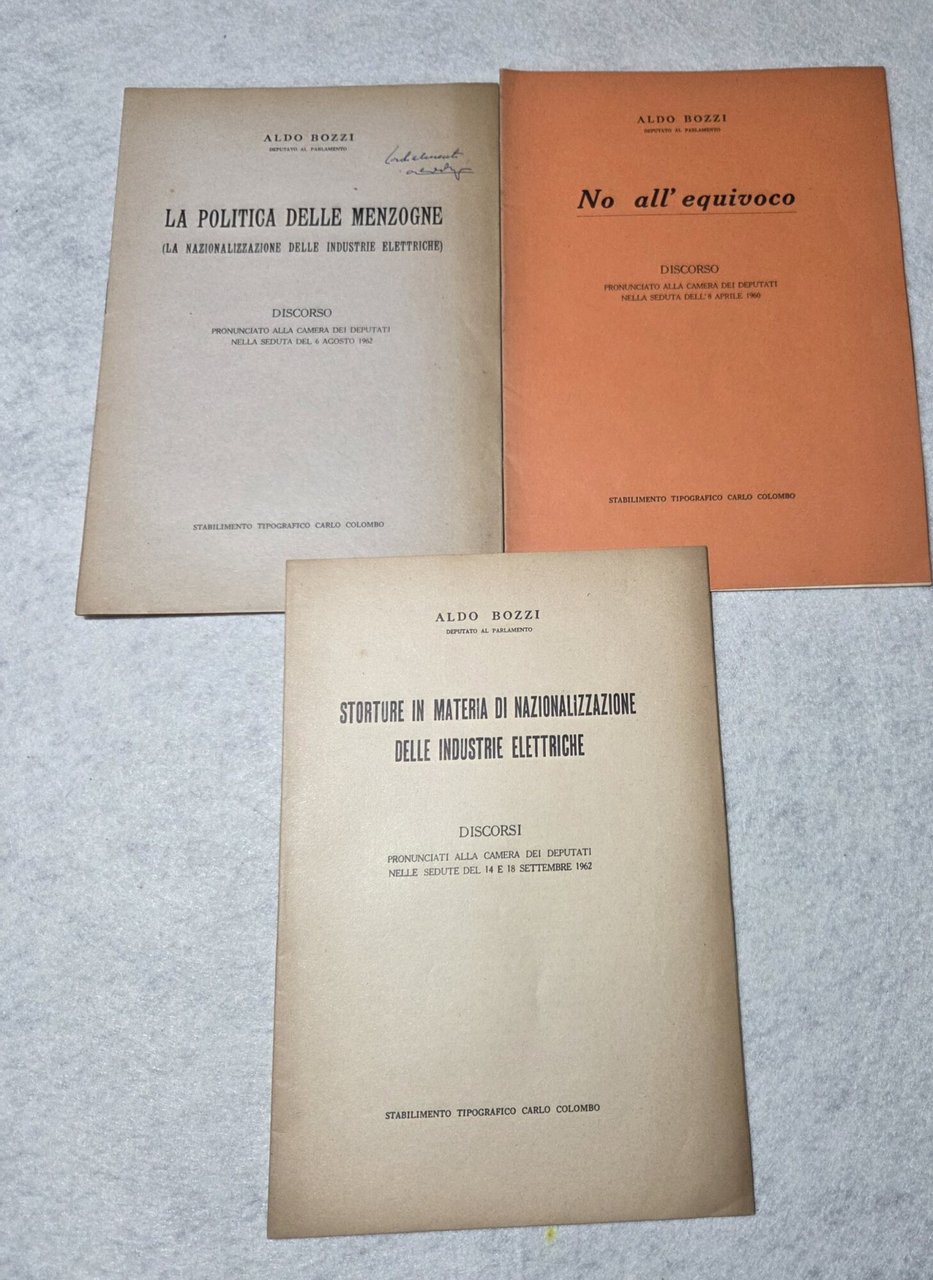 ALDO BOZZI
DEPUTATO AL PARLAMENTO
Cordialmente
LA POLITICA DELLE MENZOGNE
(LA NAZIONALIZZAZIONE DELLE INDUSTRIE ELETTRICHE)
DISCORSO
PRONUNCIATO ALLA CAMERA DEI DEPUTATI
NELLA SEDUTA DEL 6 AGOSTO 1962
STABILIMENTO TIPOGRAFICO CARLO COLOMBO
ALDO BOZZI
DEPUTATO AL PARLAMENTO
No all' equivoco
DISCORSO
PRONUNCIATO ALLA CAMERA DEI DEPUTATI
NELLA SEDUTA DELL'8 APRILE 1960
STABILIMENTO TIPOGRAFICO CARLO COLOMBO
ALDO BOZZI
DEPUTATO AL PARLAMENTO
STORTURE IN MATERIA DI NAZIONALIZZAZIONE
DELLE INDUSTRIE ELETTRICHE
DISCORSI
PRONUNCIATI ALLA CAMERA DEI DEPUTATI
NELLE SEDUTE DEL 14 E 18 SETTEMBRE 1962
STABILIMENTO TIPOGRAFICO CARLO COLOMBO